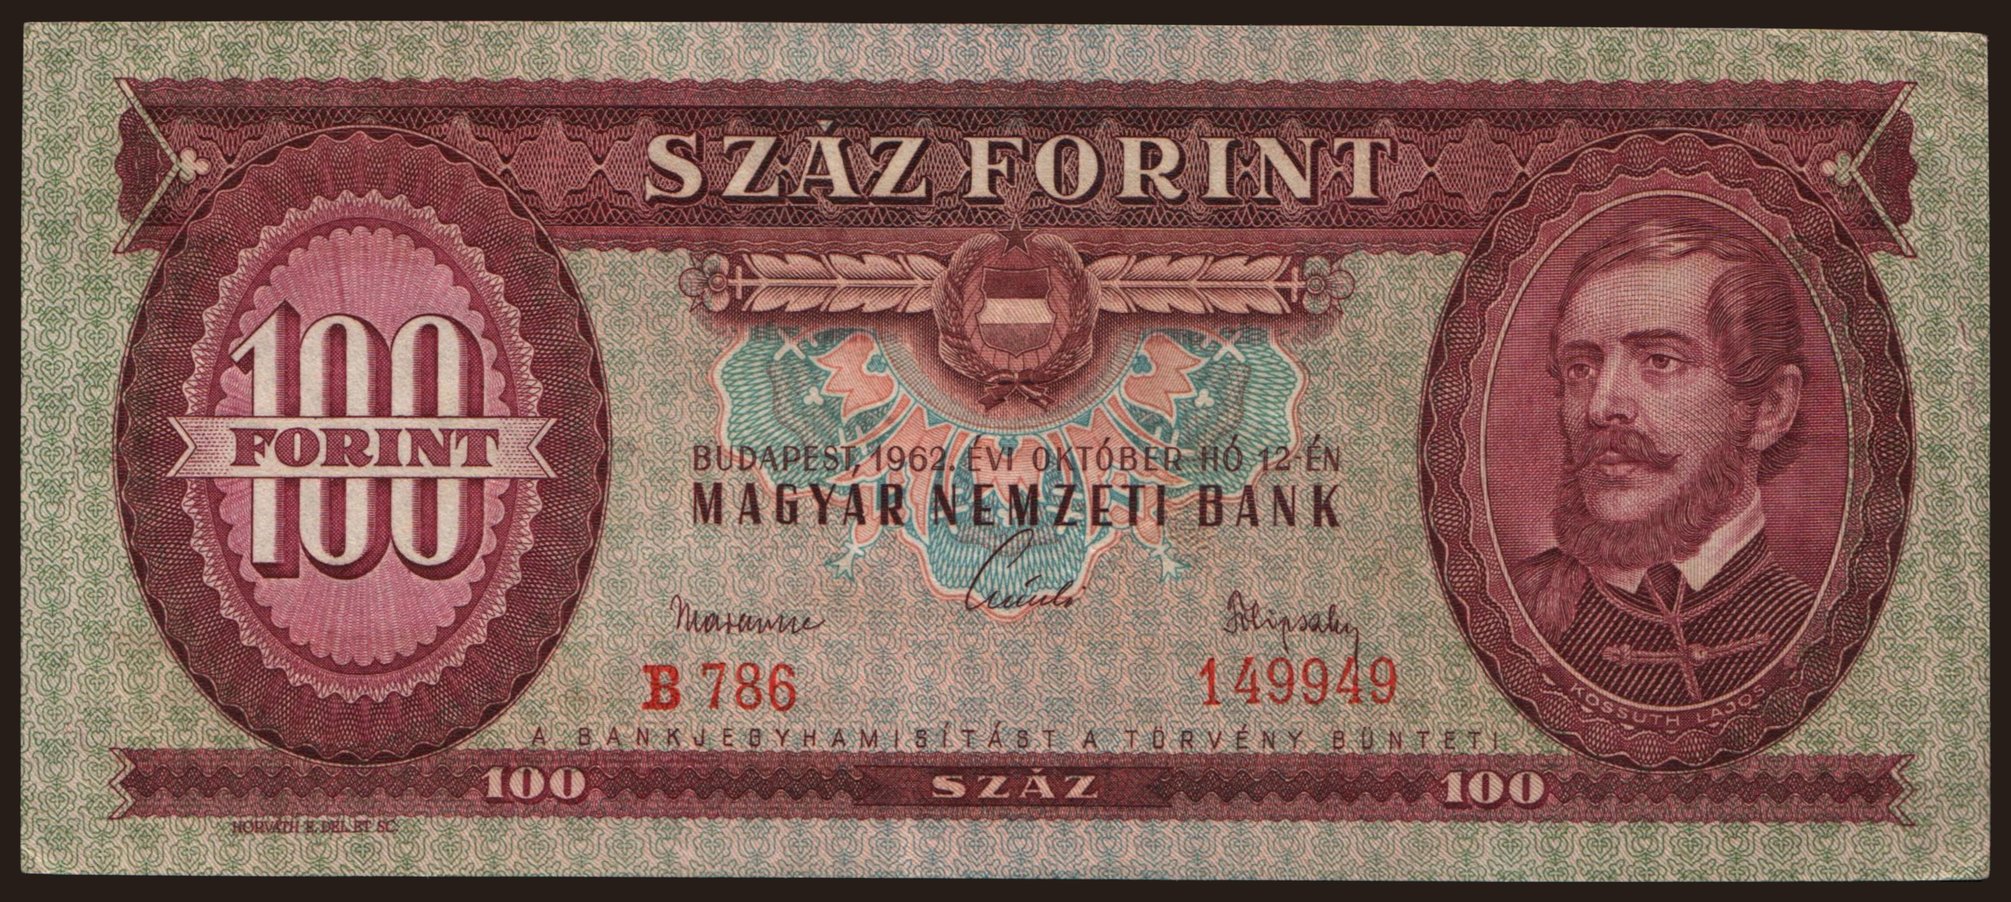 SZÁZ FORINT
100
FORINT
BUDAPEST, 1962. ÉVI OKTÓBER HÓ 12-ÉN
MAGYAR NEMZETI BANK
B 786
149949
KOSSUTH LAJOS
A BANKJEGYHAMISÍTÁST A TÖRVÉNY BÜNTETI
100
SZÁZ
100
HORVÁTH E. DEL. ET SC.